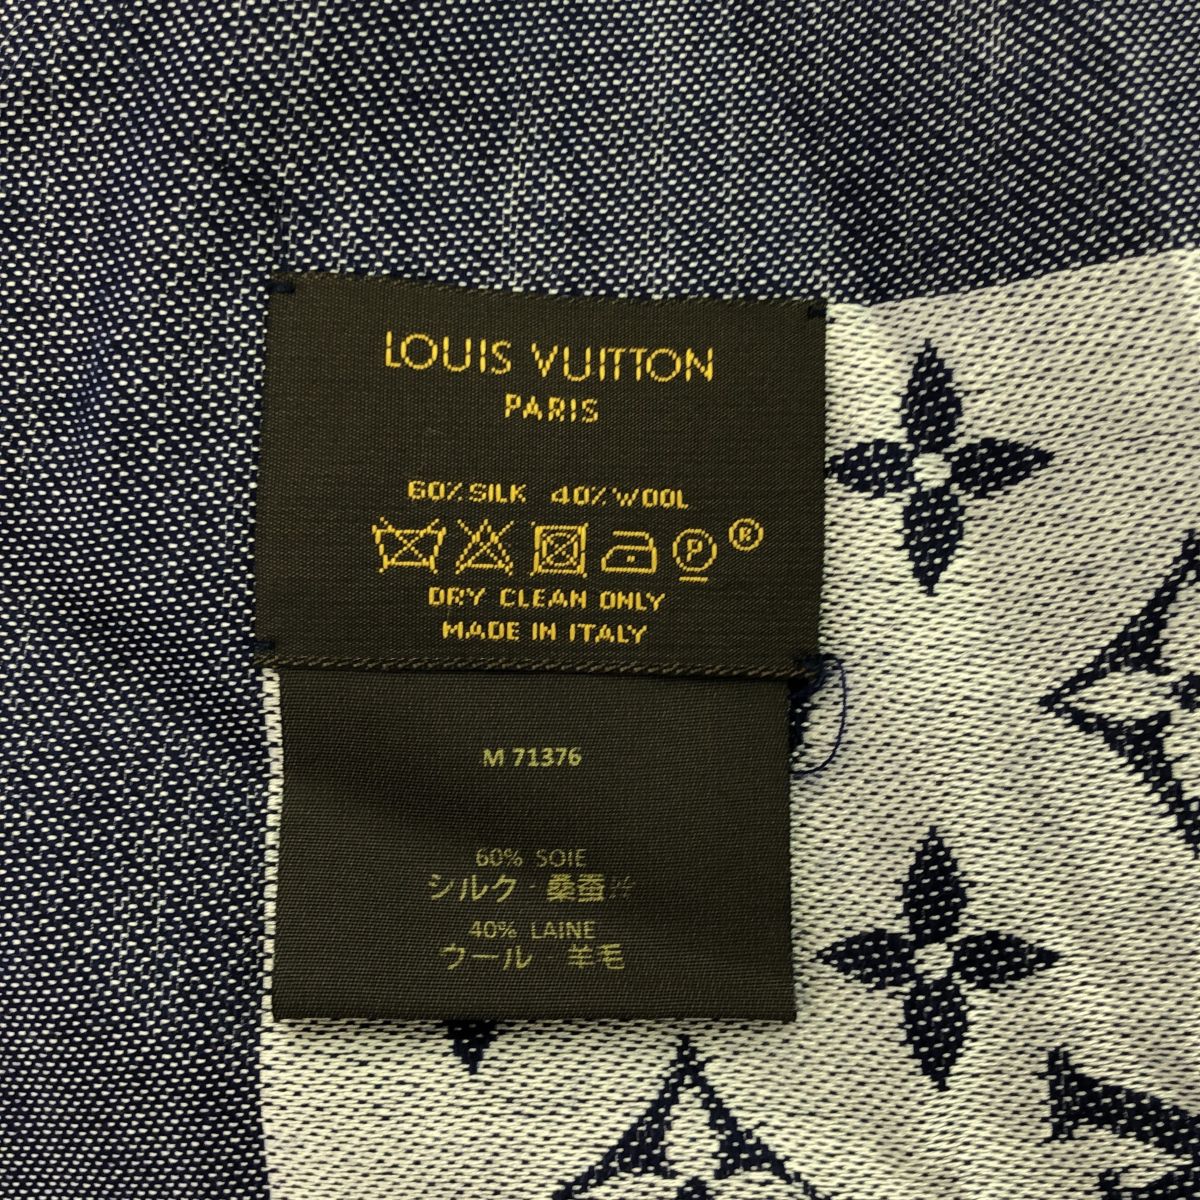 LOUIS VUITTON
PARIS
60% SILK 40% WOOL
P ®
DRY CLEAN ONLY
MADE IN ITALY
M 71376
60% SOIE
シルク · 桑蚕
40% LAINE
ウール · 羊毛